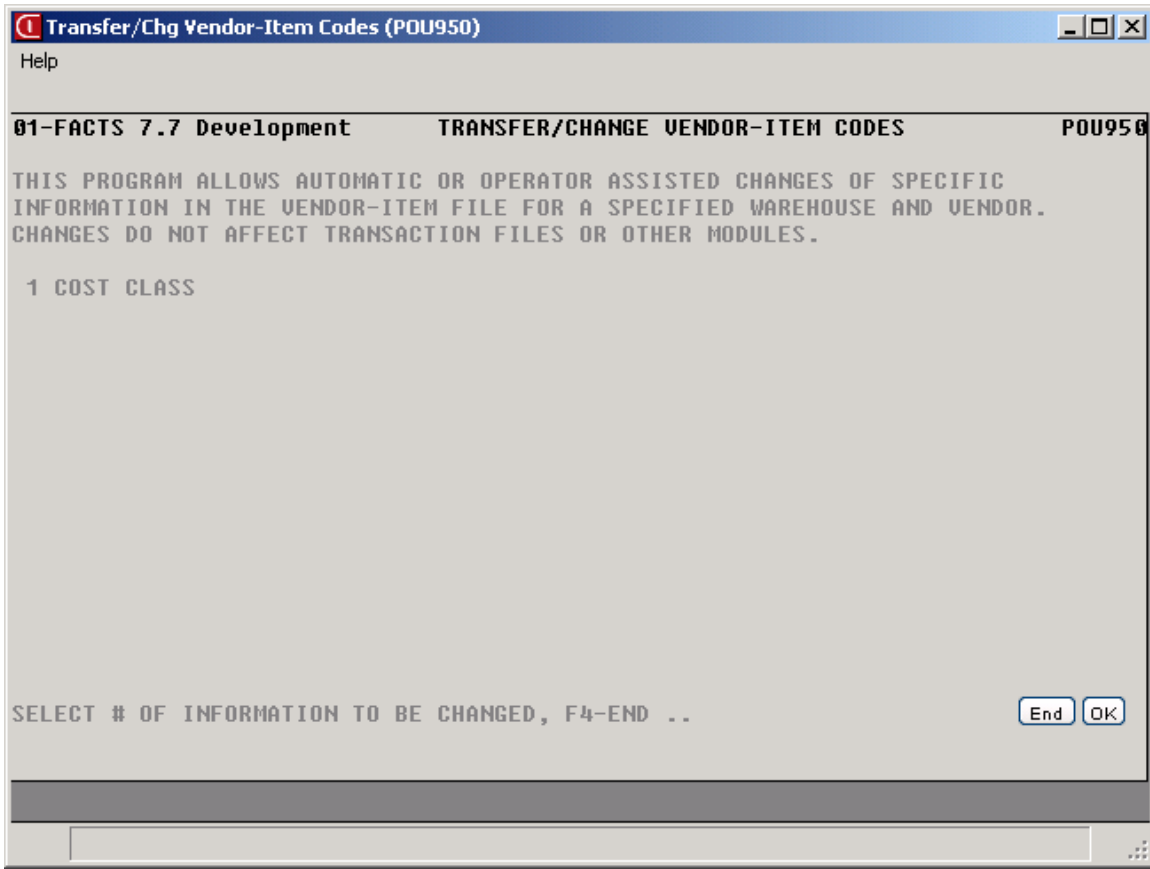 Transfer/Chg Vendor-Item Codes (POU950)
Help
01-FACTS 7.7 Development TRANSFER/CHANGE VENDOR-ITEM CODES POU950
THIS PROGRAM ALLOWS AUTOMATIC OR OPERATOR ASSISTED CHANGES OF SPECIFIC
INFORMATION IN THE VENDOR-ITEM FILE FOR A SPECIFIED WAREHOUSE AND VENDOR.
CHANGES DO NOT AFFECT TRANSACTION FILES OR OTHER MODULES.
1 COST CLASS
SELECT # OF INFORMATION TO BE CHANGED, F4-END .. End OK